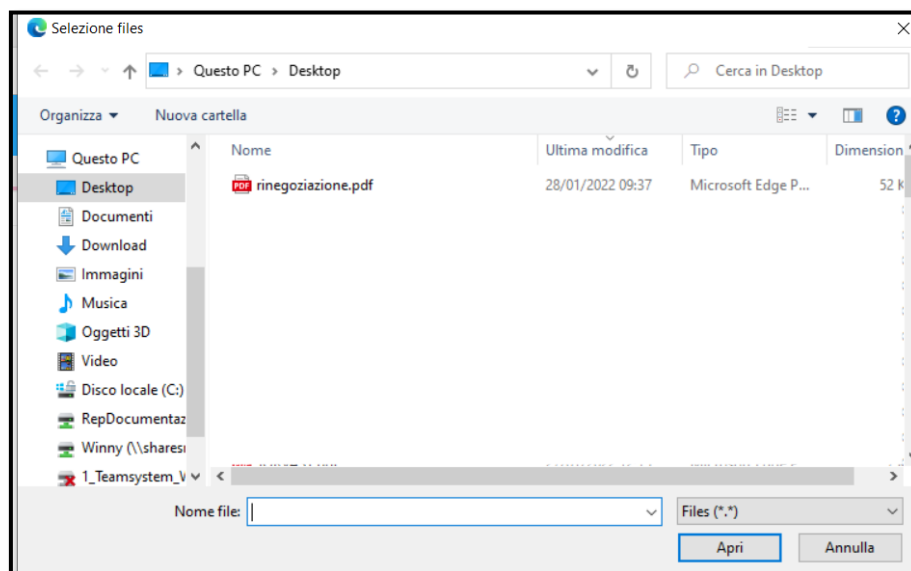 Selezione files
Questo PC > Desktop
Cerca in Desktop
Organizza Nuova cartella
Questo PC
Desktop
Documenti
Download
Immagini
Musica
Oggetti 3D
Video
Disco locale (C:)
RepDocumentaz
Winny (\\shares
1_Teamsystem_V
Nome Ultima modifica Tipo Dimension
PDF rinegoziazione.pdf 28/01/2022 09:37 Microsoft Edge P... 52 K
Nome file: Files (*.*)
Apri Annulla